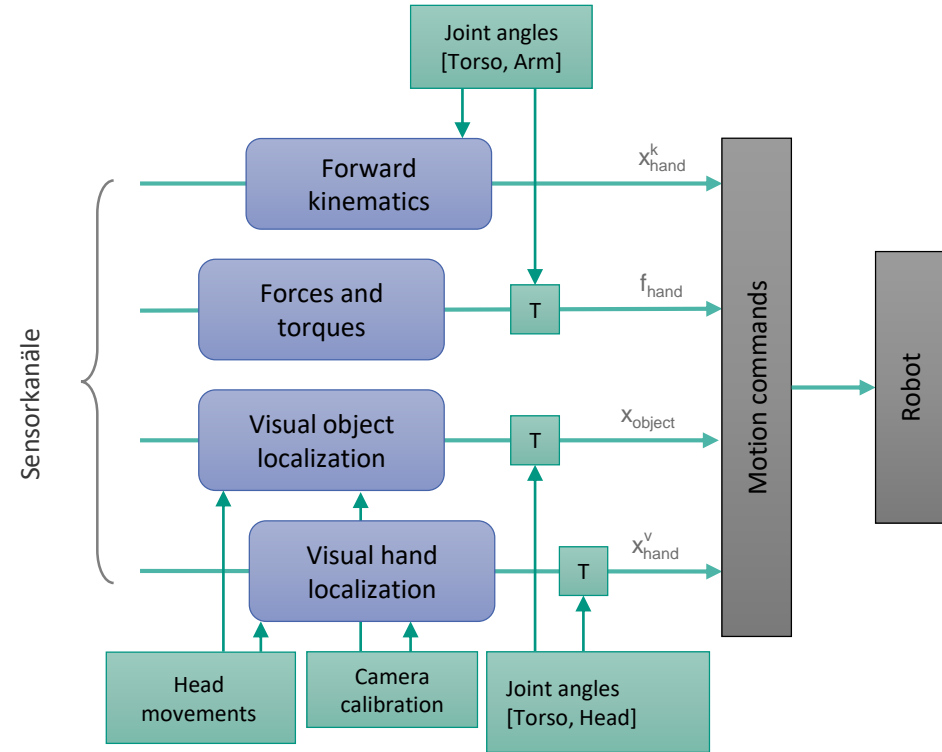 Joint angles
[Torso, Arm]
Forward
kinematics
x^k_hand
Forces and
torques
T
f_hand
Sensorkanäle
Visual object
localization
T
x_object
Visual hand
localization
T
x^v_hand
Motion commands
Robot
Head
movements
Camera
calibration
Joint angles
[Torso, Head]